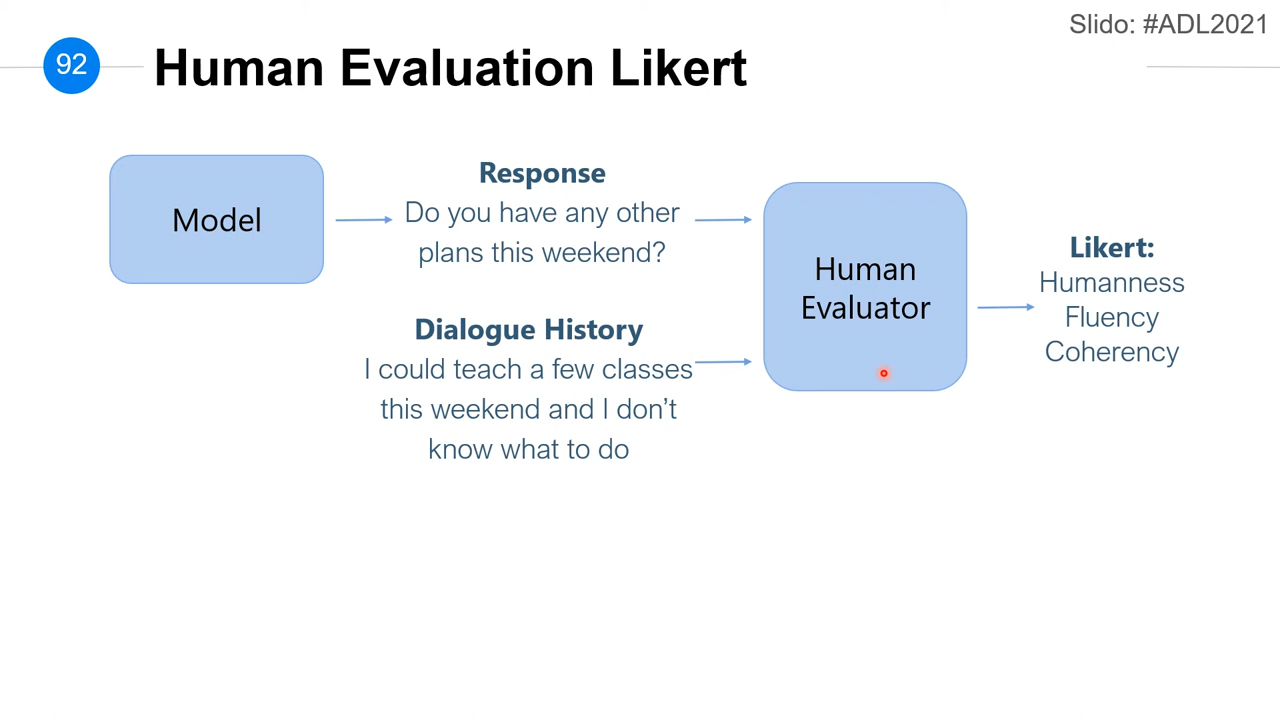 Slido: #ADL2021
92
Human Evaluation Likert
Model
Response
Do you have any other
plans this weekend?
Dialogue History
I could teach a few classes
this weekend and I don’t
know what to do
Human
Evaluator
Likert:
Humanness
Fluency
Coherency